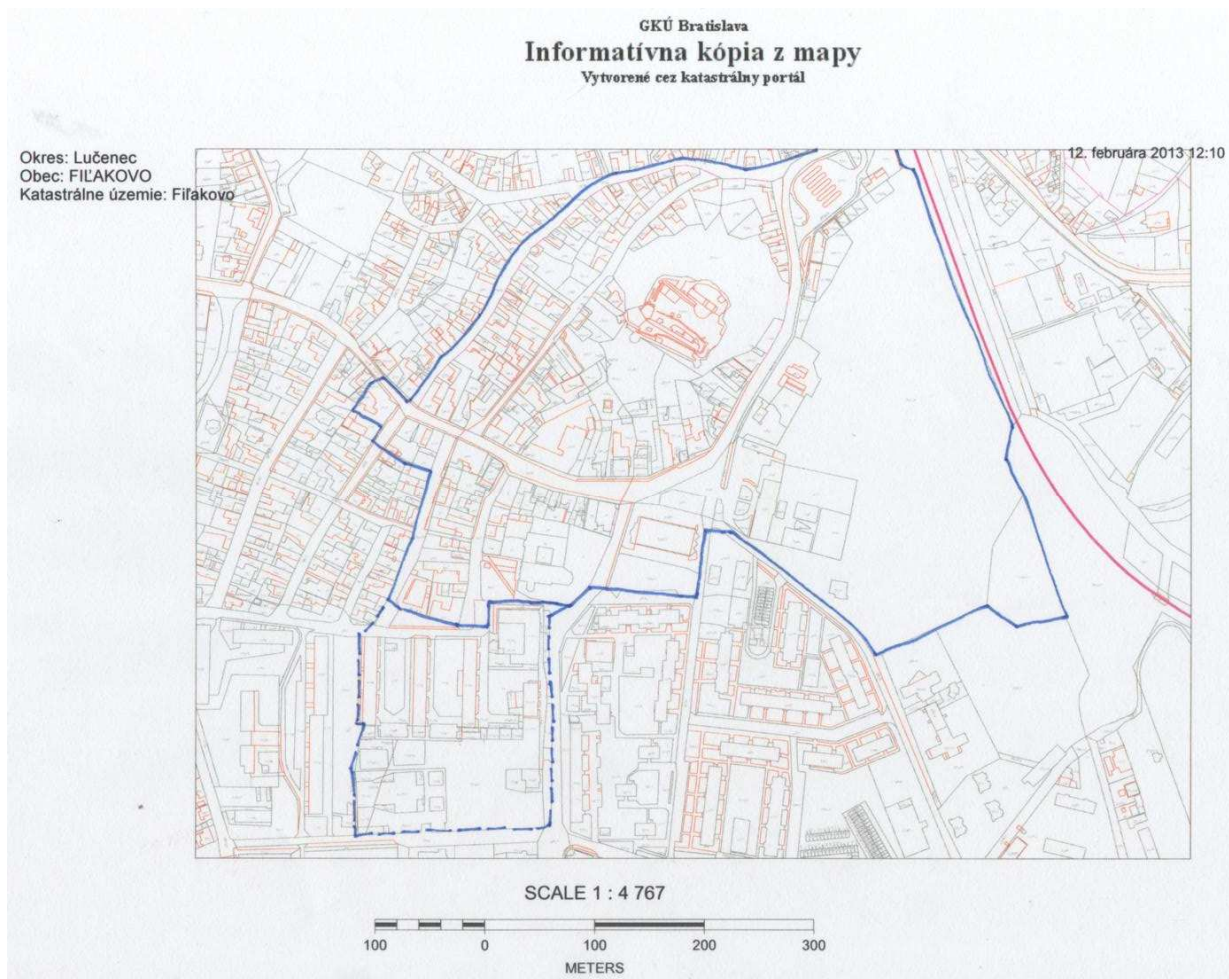 GKÚ Bratislava
Informatívna kópia z mapy
Vytvorené cez katastrálny portál
Okres: Lučenec
Obec: FIĽAKOVO
Katastrálne územie: Fiľakovo
12. februára 2013 12:10
SCALE 1 : 4 767
100 0 100 200 300
METERS